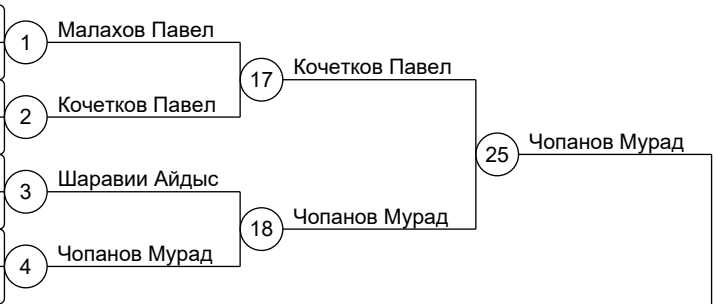 1 Малахов Павел
17 Кочетков Павел
2 Кочетков Павел
25 Чопанов Мурад
3 Шаравии Айдыс
18 Чопанов Мурад
4 Чопанов Мурад